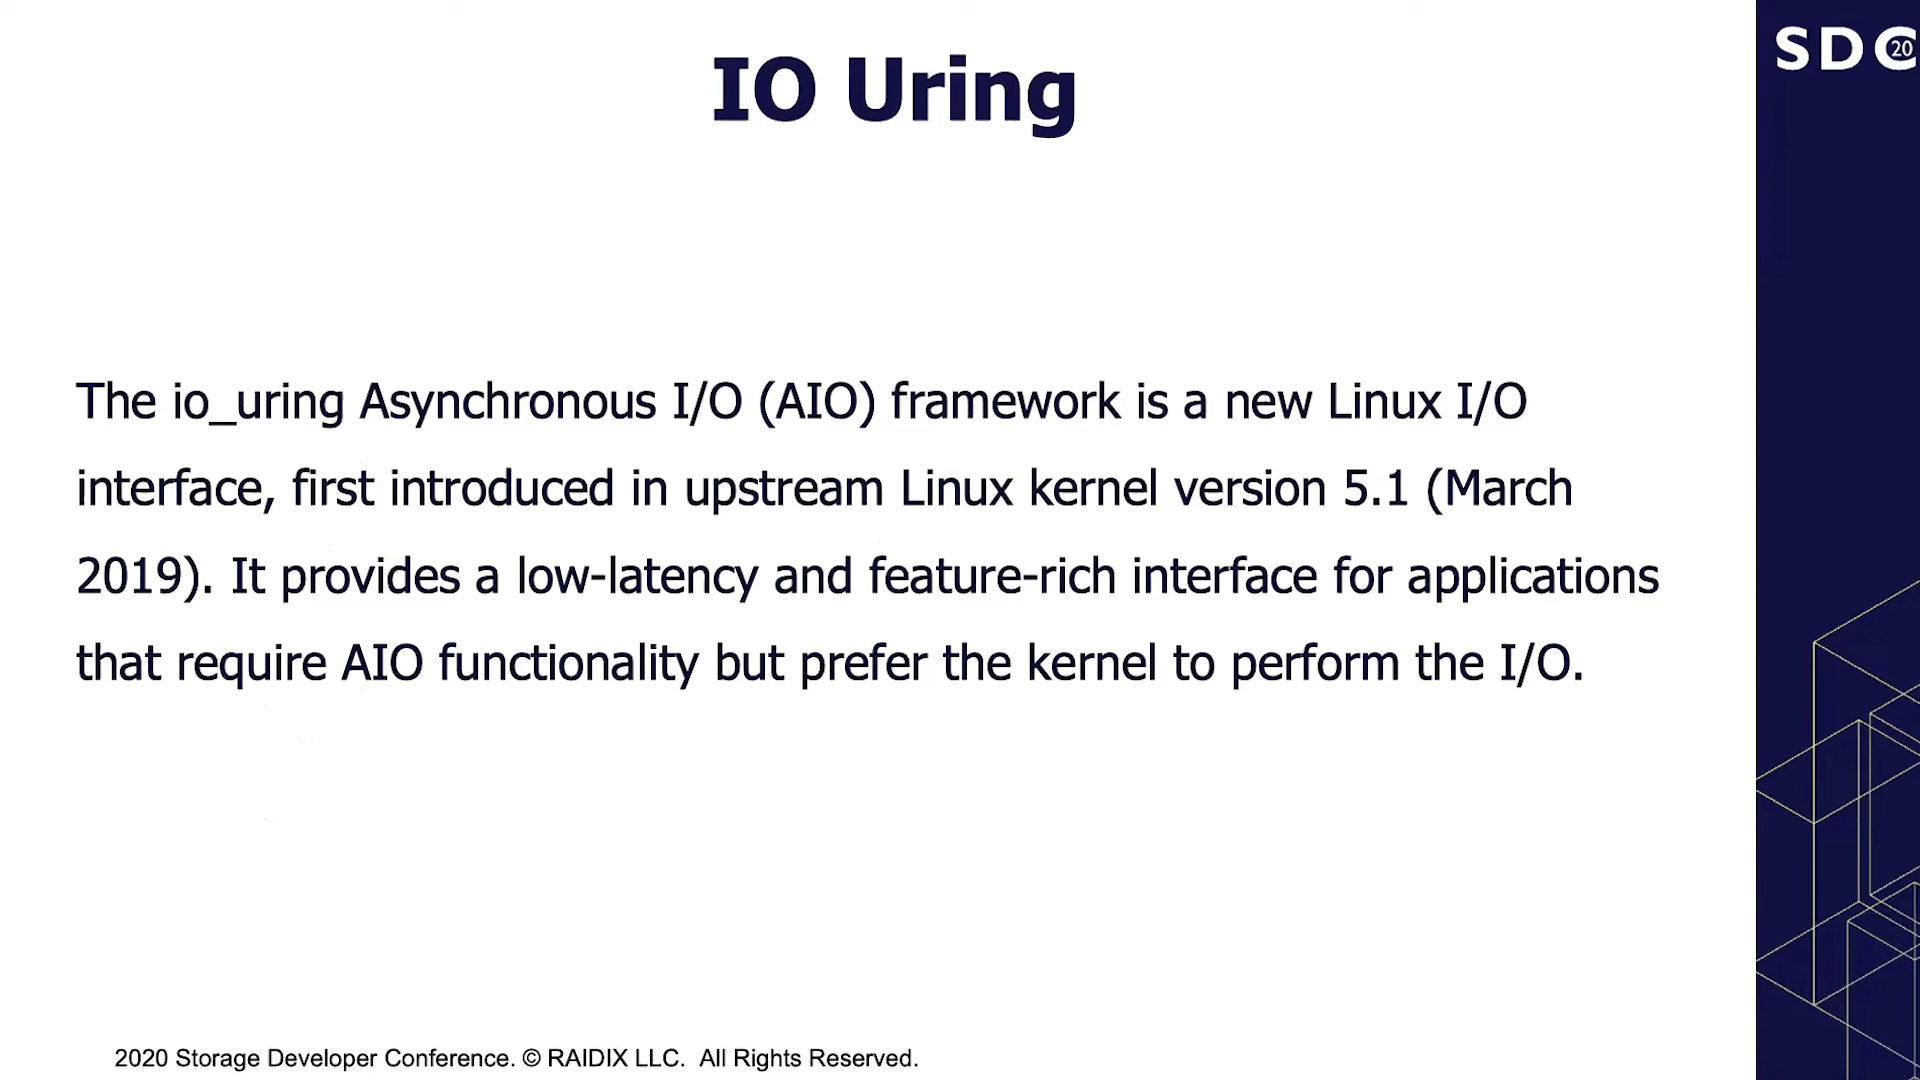 IO Uring
SDC 20
The io_uring Asynchronous I/O (AIO) framework is a new Linux I/O
interface, first introduced in upstream Linux kernel version 5.1 (March
2019). It provides a low-latency and feature-rich interface for applications
that require AIO functionality but prefer the kernel to perform the I/O.
2020 Storage Developer Conference. © RAIDIX LLC.  All Rights Reserved.